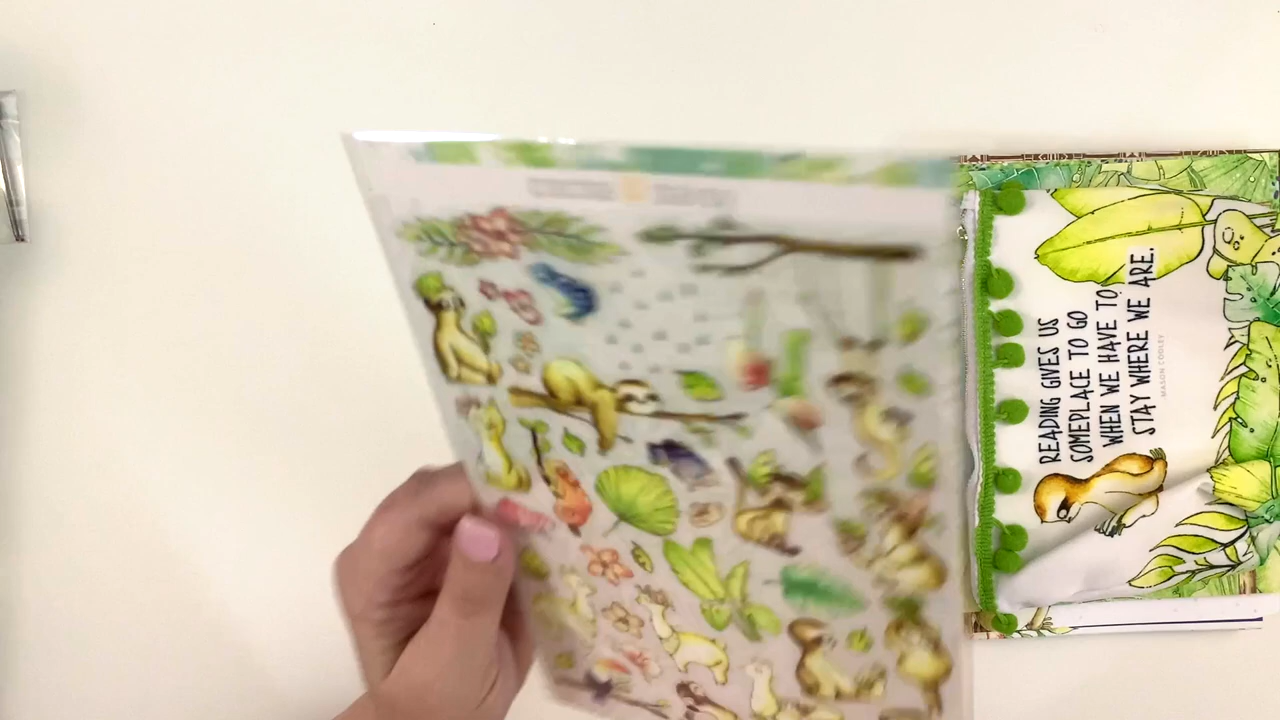 READING GIVES US
SOMEPLACE TO GO
WHEN WE HAVE TO
STAY WHERE WE ARE.
MASON COOLEY